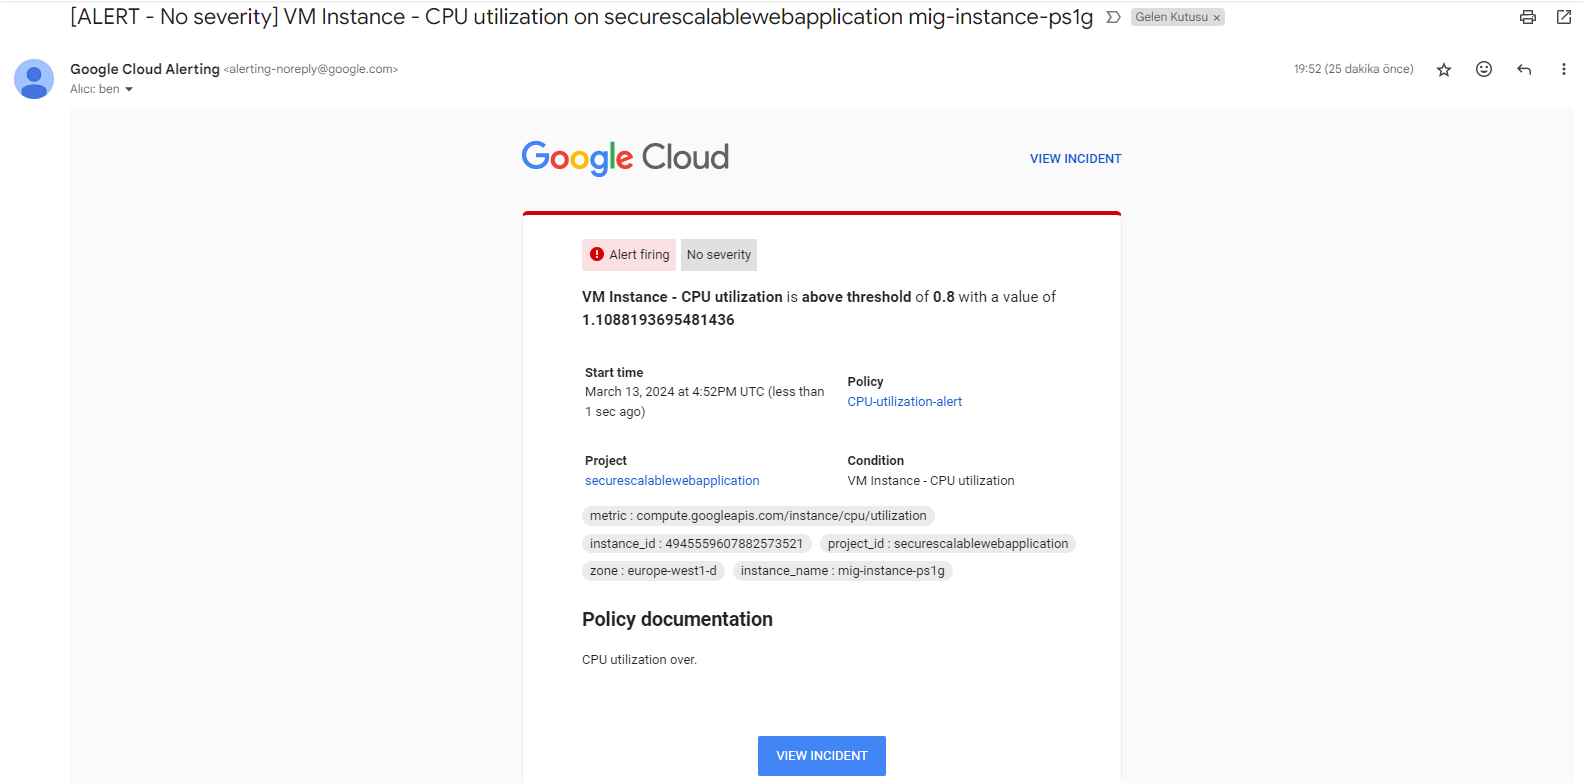 [ALERT - No severity] VM Instance - CPU utilization on securescalablewebapplication mig-instance-ps1g Gelen Kutusu ×
Google Cloud Alerting <alerting-noreply@google.com> 19:52 (25 dakika önce)
Alıcı: ben
Google Cloud VIEW INCIDENT
Alert firing No severity
VM Instance - CPU utilization is above threshold of 0.8 with a value of
1.1088193695481436
Start time
March 13, 2024 at 4:52PM UTC (less than
1 sec ago)
Policy
CPU-utilization-alert
Project
securescalablewebapplication
Condition
VM Instance - CPU utilization
metric : compute.googleapis.com/instance/cpu/utilization
instance_id : 4945559607882573521 project_id : securescalablewebapplication
zone : europe-west1-d instance_name : mig-instance-ps1g
Policy documentation
CPU utilization over.
VIEW INCIDENT